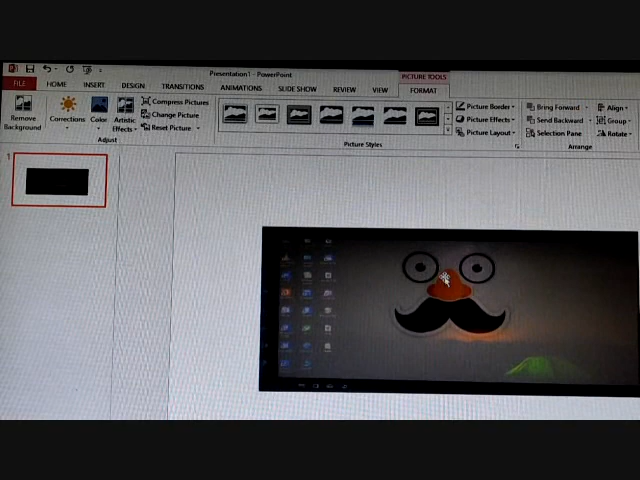 Presentation1 - PowerPoint
PICTURE TOOLS
FILE HOME INSERT DESIGN TRANSITIONS ANIMATIONS SLIDE SHOW REVIEW VIEW FORMAT
Remove Background
Corrections
Color
Artistic Effects
Compress Pictures
Change Picture
Reset Picture
Picture Border
Picture Effects
Picture Layout
Bring Forward
Send Backward
Selection Pane
Align
Group
Rotate
Adjust
Picture Styles
Arrange
1